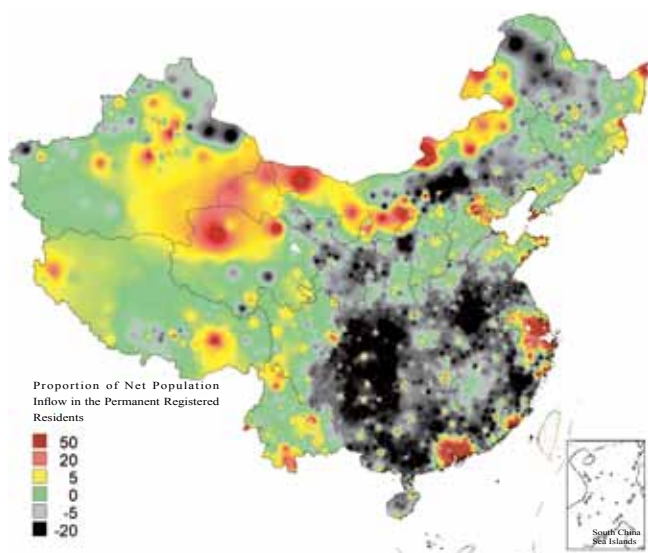 Proportion of Net Population
Inflow in the Permanent Registered
Residents
50
20
5
0
-5
-20
South China
Sea Islands